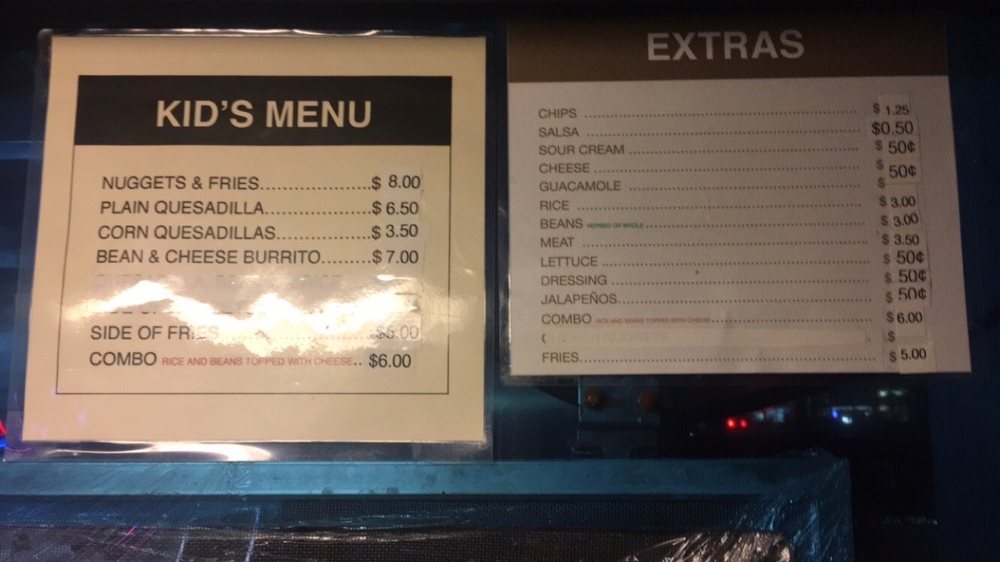 KID'S MENU
NUGGETS & FRIES.....................$ 8.00
PLAIN QUESADILLA.....................$ 6.50
CORN QUESADILLAS...................$ 3.50
BEAN & CHEESE BURRITO..........$ 7.00
SIDE OF FRIES $5.00
COMBO RICE AND BEANS TOPPED WITH CHEESE.. $6.00
EXTRAS
CHIPS ........................ $ 1.25
SALSA ........................ $0.50
SOUR CREAM ........................ $ 50¢
CHEESE ........................ $ 50¢
GUACAMOLE ........................ $
RICE ........................ $ 3.00
BEANS REFRIED OR WHOLE ........................ $ 3.00
MEAT ........................ $ 3.50
LETTUCE ........................ $ 50¢
DRESSING ........................ $ 50¢
JALAPEÑOS........................ $ 50¢
COMBO RICE AND BEANS TOPPED WITH CHEESE........................ $ 6.00
$
FRIES........................ $ 5.00